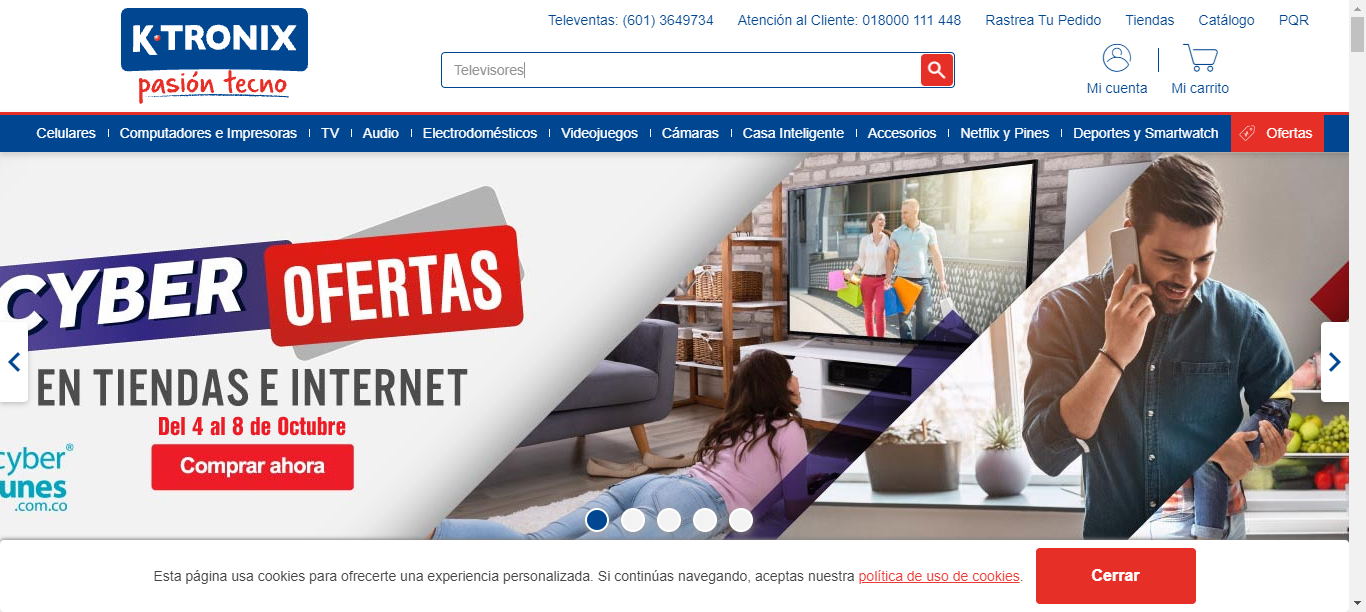 K·TRONIX
pasión tecno
Televentas: (601) 3649734 Atención al Cliente: 018000 111 448 Rastrea Tu Pedido Tiendas Catálogo PQR
Televisores
Mi cuenta Mi carrito
Celulares Computadores e Impresoras TV Audio Electrodomésticos Videojuegos Cámaras Casa Inteligente Accesorios Netflix y Pines Deportes y Smartwatch Ofertas
CYBER OFERTAS
EN TIENDAS E INTERNET
Del 4 al 8 de Octubre
Comprar ahora
cyber®
unes
.com.co
Esta página usa cookies para ofrecerte una experiencia personalizada. Si continúas navegando, aceptas nuestra política de uso de cookies.
Cerrar